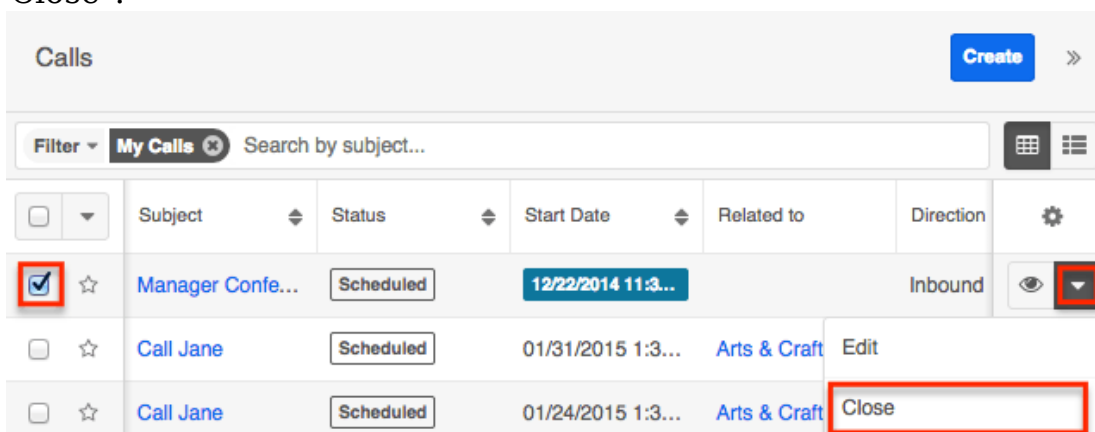 Calls Create »
Filter My Calls Search by subject...
Subject Status Start Date Related to Direction
Manager Confe... Scheduled 12/22/2014 11:3... Inbound
Call Jane Scheduled 01/31/2015 1:3... Arts & Craft Edit
Call Jane Scheduled 01/24/2015 1:3... Arts & Craft Close